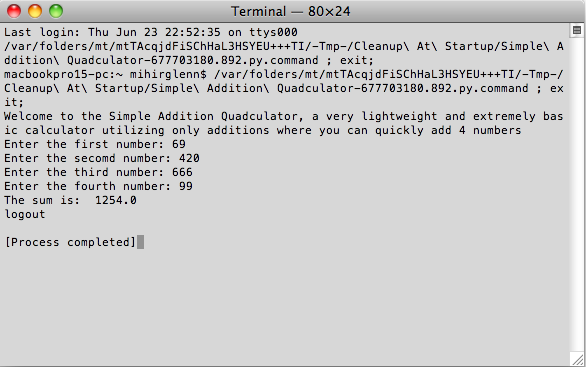 Terminal — 80×24
Last login: Thu Jun 23 22:52:35 on ttys000
/var/folders/mt/mtTAcqjdFiSChHaL3HSYEU+++TI/-Tmp-/Cleanup\ At\ Startup/Simple\ A
ddition\ Quadculator-677703180.892.py.command ; exit;
macbookpro15-pc:~ mihirglenn$ /var/folders/mt/mtTAcqjdFiSChHaL3HSYEU+++TI/-Tmp-/
Cleanup\ At\ Startup/Simple\ Addition\ Quadculator-677703180.892.py.command ; ex
it;
Welcome to the Simple Addition Quadculator, a very lightweight and extremely bas
ic calculator utilizing only additions where you can quickly add 4 numbers
Enter the first number: 69
Enter the secomd number: 420
Enter the third number: 666
Enter the fourth number: 99
The sum is:  1254.0
logout
[Process completed]